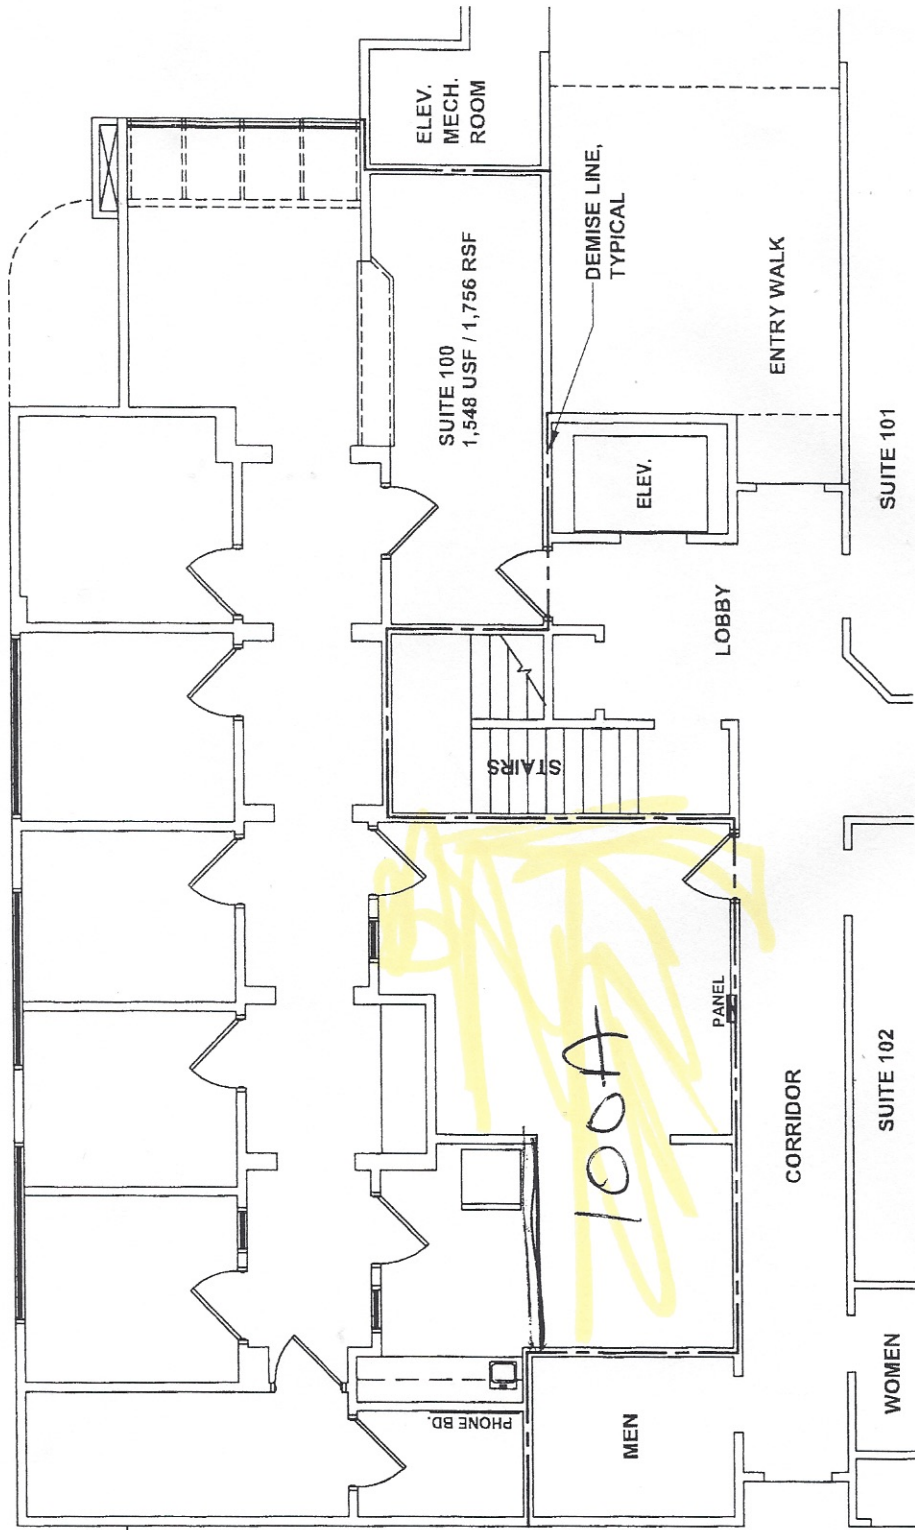 ELEV.
MECH.
ROOM
SUITE 100
1,548 USF / 1,756 RSF
DEMISE LINE,
TYPICAL
ENTRY WALK
ELEV.
SUITE 101
LOBBY
STAIRS
PANEL
100A
CORRIDOR
SUITE 102
PHONE BD.
MEN
WOMEN